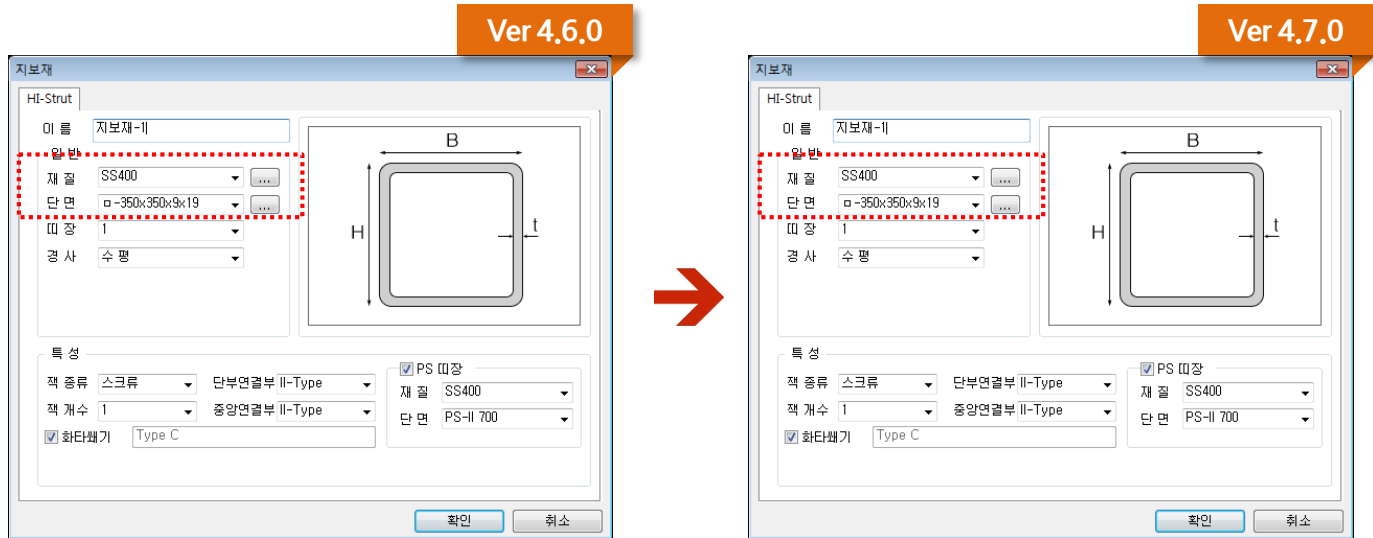 Ver 4.6.0
지보재
HI-Strut
이 름 지보재-1
일 반
재 질 SS400 ...
단 면 ㅁ-350x350x9x19 ...
띠 장 1
경 사 수 평
B
H
t
특 성
잭 종류 스크류 단부연결부 II-Type
잭 개수 1 중앙연결부 II-Type
화타쐐기 Type C
PS 띠장
재 질 SS400
단 면 PS-II 700
확인 취소
Ver 4.7.0
지보재
HI-Strut
이 름 지보재-1
일 반
재 질 SS400 ...
단 면 ㅁ-350x350x9x19 ...
띠 장 1
경 사 수 평
B
H
t
특 성
잭 종류 스크류 단부연결부 II-Type
잭 개수 1 중앙연결부 II-Type
화타쐐기 Type C
PS 띠장
재 질 SS400
단 면 PS-II 700
확인 취소